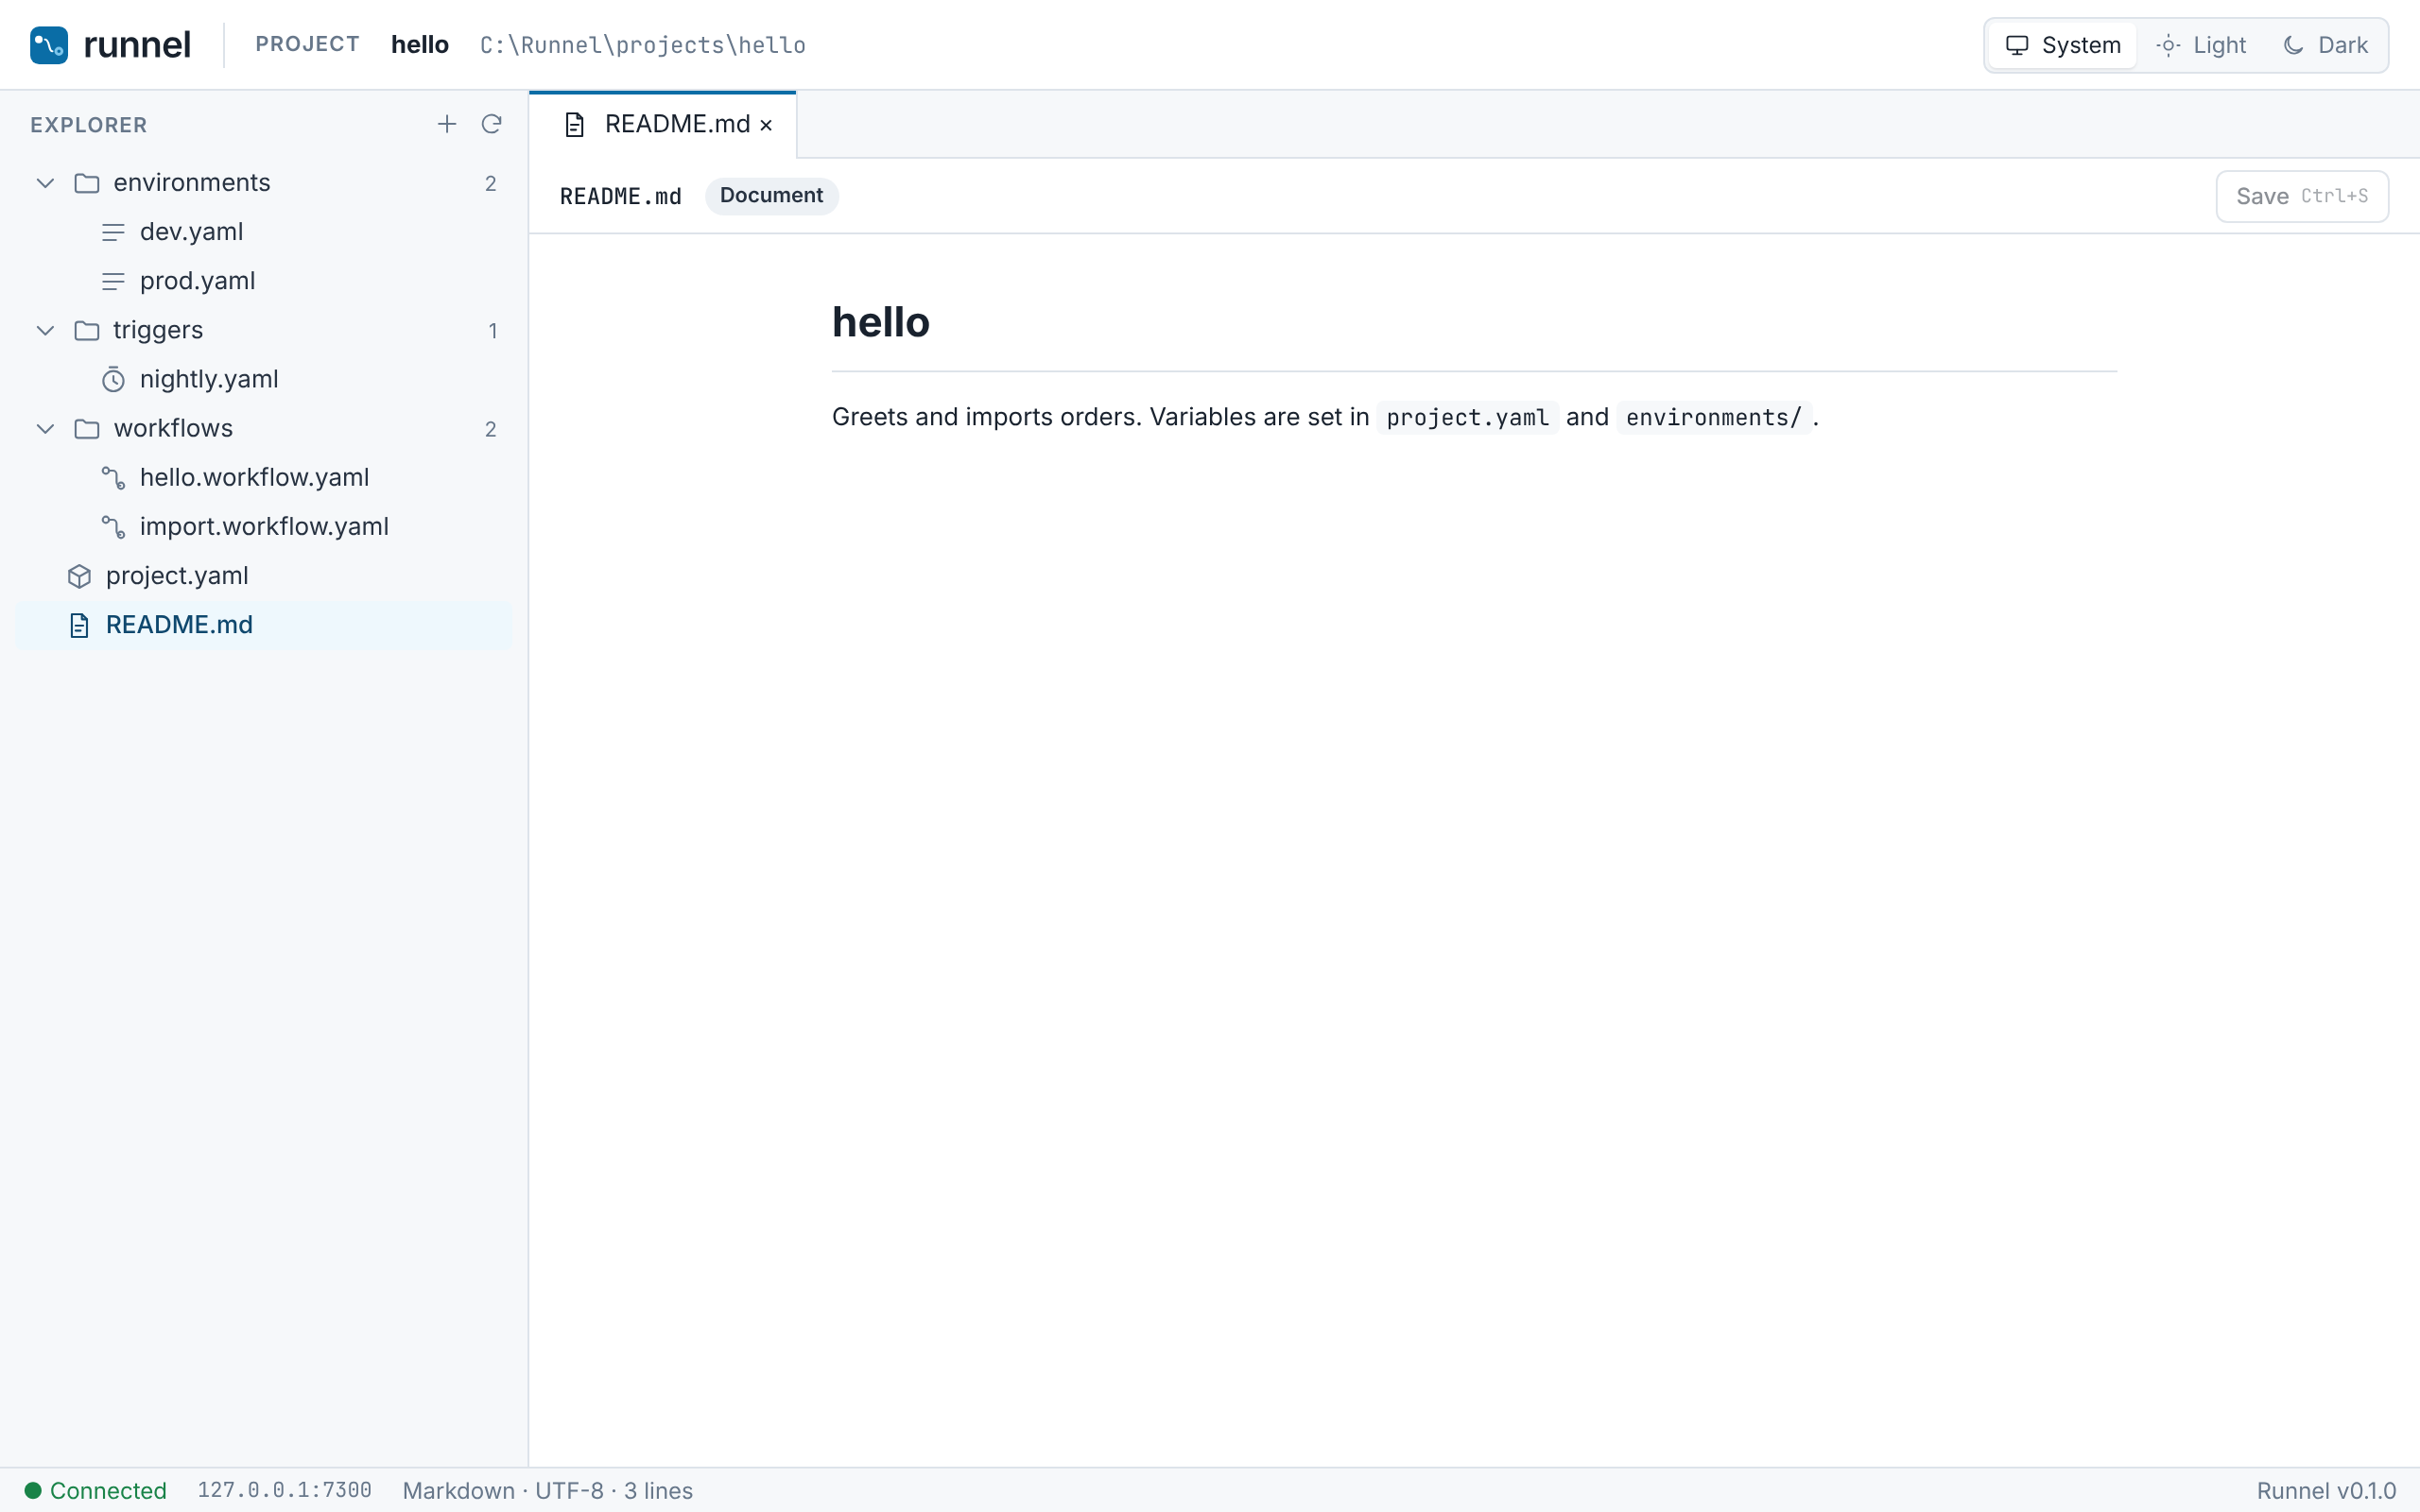 runnel PROJECT hello C:\Runnel\projects\hello System Light Dark
EXPLORER
environments 2
dev.yaml
prod.yaml
triggers 1
nightly.yaml
workflows 2
hello.workflow.yaml
import.workflow.yaml
project.yaml
README.md
README.md ×
README.md Document Save Ctrl+S
hello
Greets and imports orders. Variables are set in project.yaml and environments/.
Connected 127.0.0.1:7300 Markdown · UTF-8 · 3 lines Runnel v0.1.0